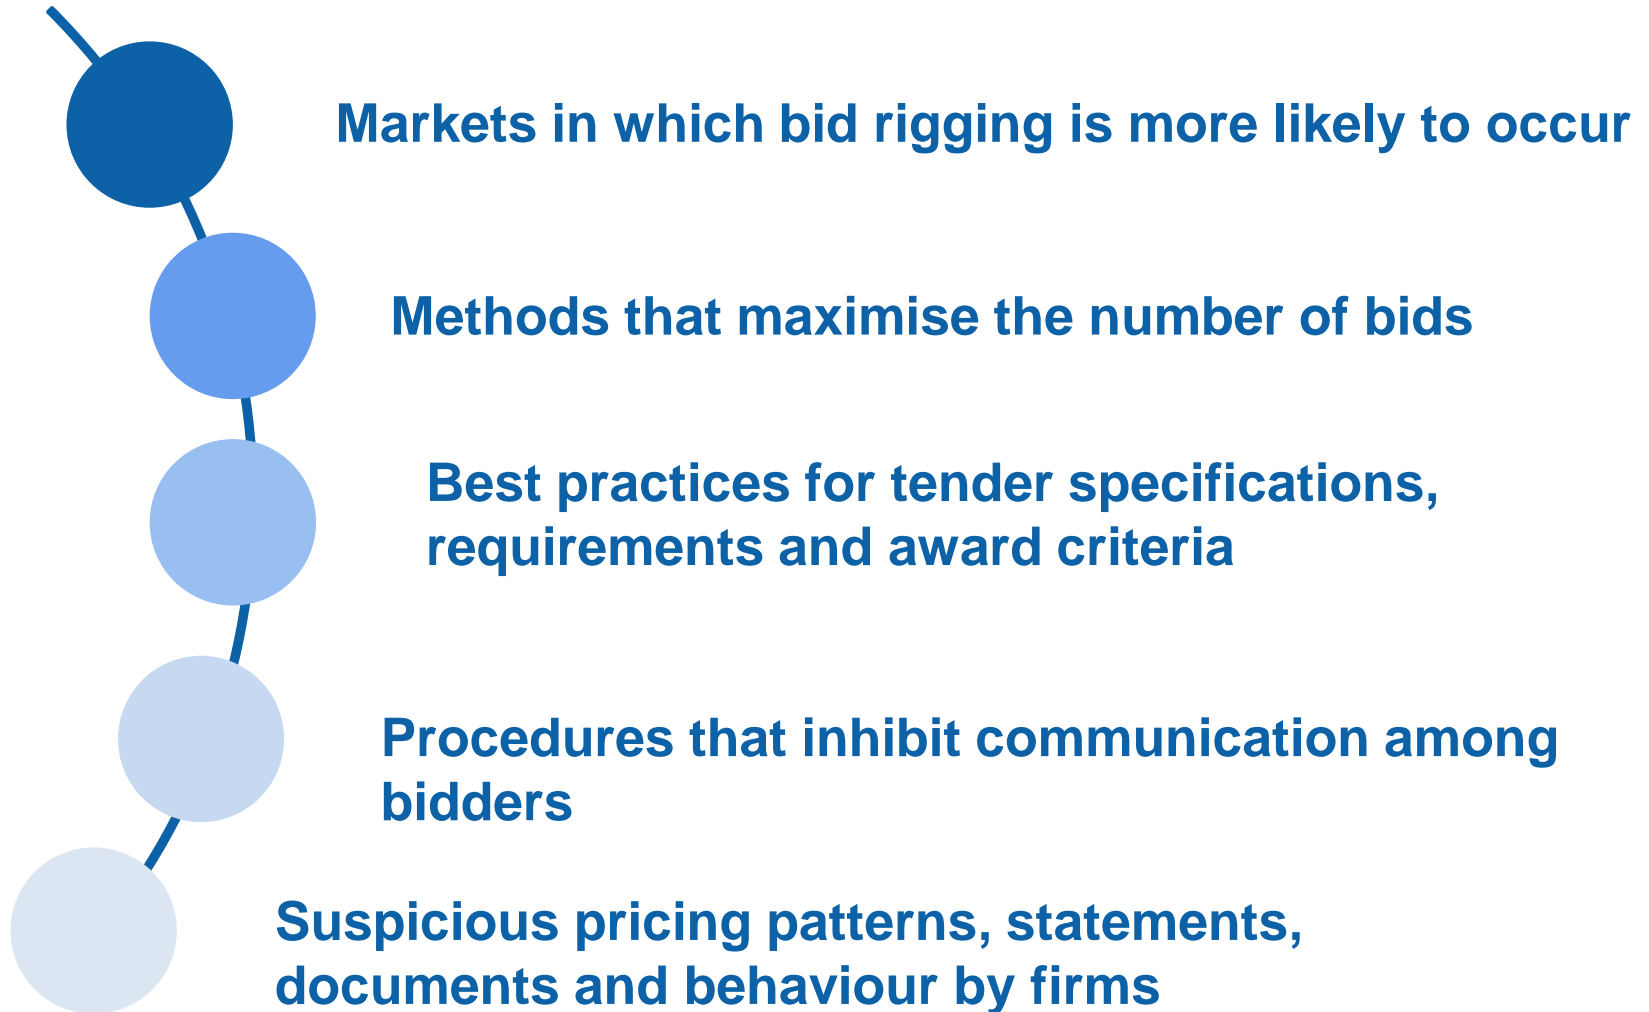 Markets in which bid rigging is more likely to occur
Methods that maximise the number of bids
Best practices for tender specifications,
requirements and award criteria
Procedures that inhibit communication among
bidders
Suspicious pricing patterns, statements,
documents and behaviour by firms